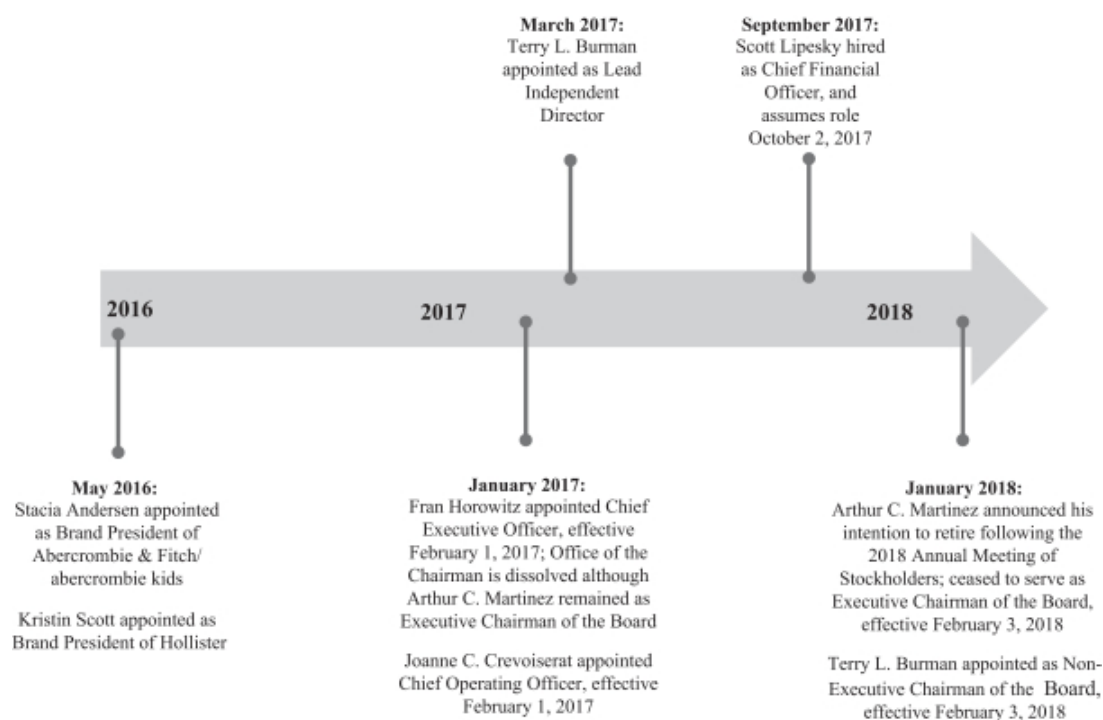 March 2017:
Terry L. Burman
appointed as Lead
Independent
Director
September 2017:
Scott Lipesky hired
as Chief Financial
Officer, and
assumes role
October 2, 2017
2016
2017
2018
May 2016:
Stacia Andersen appointed
as Brand President of
Abercrombie & Fitch/
abercrombie kids
Kristin Scott appointed as
Brand President of Hollister
January 2017:
Fran Horowitz appointed Chief
Executive Officer, effective
February 1, 2017; Office of the
Chairman is dissolved although
Arthur C. Martinez remained as
Executive Chairman of the Board
Joanne C. Crevoiserat appointed
Chief Operating Officer, effective
February 1, 2017
January 2018:
Arthur C. Martinez announced his
intention to retire following the
2018 Annual Meeting of
Stockholders; ceased to serve as
Executive Chairman of the Board,
effective February 3, 2018
Terry L. Burman appointed as Non-
Executive Chairman of the Board,
effective February 3, 2018